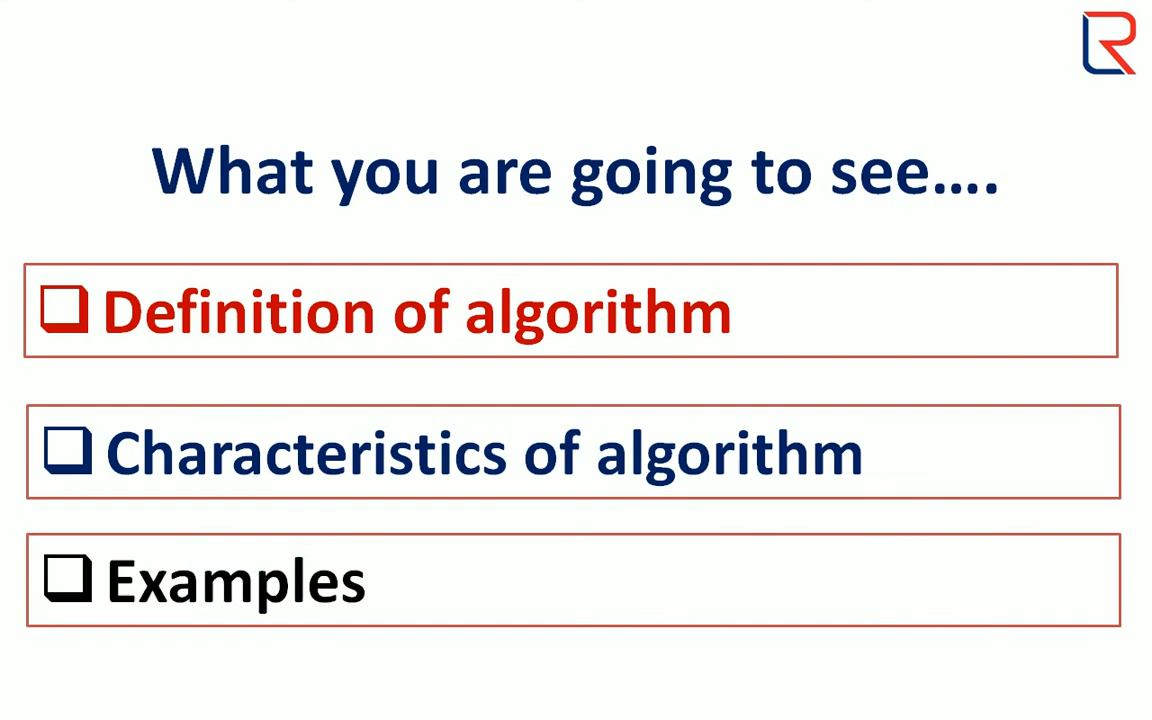 What you are going to see….
Definition of algorithm
Characteristics of algorithm
Examples